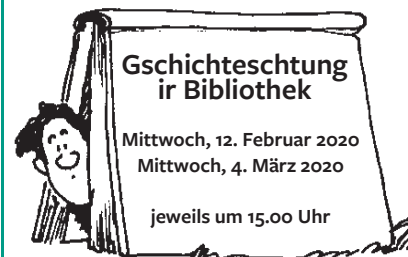 Gschichteschtung
ir Bibliothek
Mittwoch, 12. Februar 2020
Mittwoch, 4. März 2020
jeweils um 15.00 Uhr